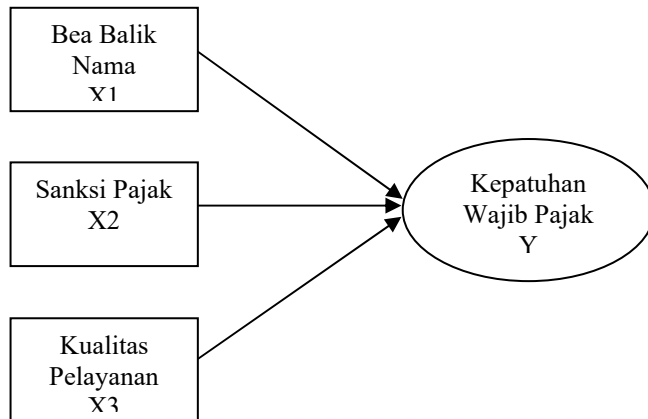 Bea Balik
Nama
X1
Sanksi Pajak
X2
Kepatuhan
Wajib Pajak
Y
Kualitas
Pelayanan
X3